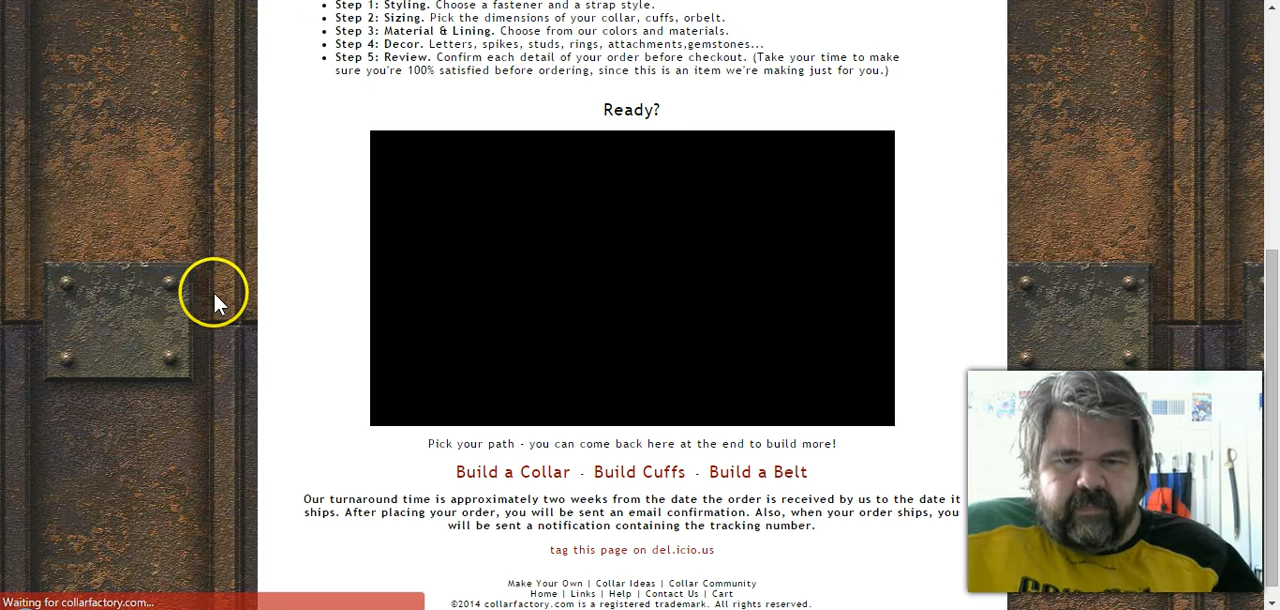 Step 1: Styling. Choose a fastener and a strap style.
Step 2: Sizing. Pick the dimensions of your collar, cuffs, orbelt.
Step 3: Material & Lining. Choose from our colors and materials.
Step 4: Decor. Letters, spikes, studs, rings, attachments,gemstones...
Step 5: Review. Confirm each detail of your order before checkout. (Take your time to make
sure you're 100% satisfied before ordering, since this is an item we're making just for you.)
Ready?
Pick your path - you can come back here at the end to build more!
Build a Collar - Build Cuffs - Build a Belt
Our turnaround time is approximately two weeks from the date the order is received by us to the date it
ships. After placing your order, you will be sent an email confirmation. Also, when your order ships, you
will be sent a notification containing the tracking number.
tag this page on del.icio.us
Make Your Own | Collar Ideas | Collar Community
Home | Links | Help | Contact Us | Cart
©2014 collarfactory.com is a registered trademark. All rights reserved.
Waiting for collarfactory.com...